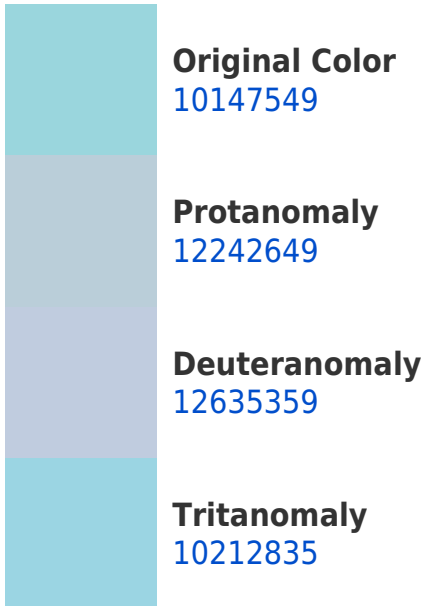 Original Color
10147549
Protanomaly
12242649
Deuteranomaly
12635359
Tritanomaly
10212835